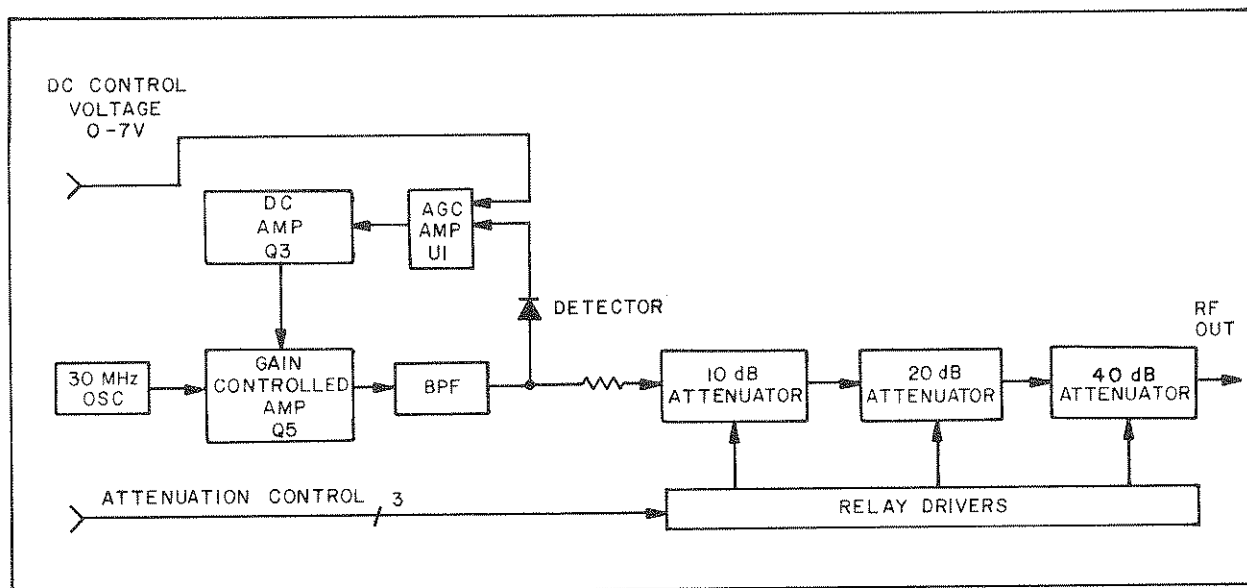 DC CONTROL
VOLTAGE
0-7V
DC
AMP
Q3
AGC
AMP
U1
DETECTOR
RF
OUT
30 MHz
OSC
GAIN
CONTROLLED
AMP
Q5
BPF
10 dB
ATTENUATOR
20 dB
ATTENUATOR
40 dB
ATTENUATOR
ATTENUATION CONTROL 3
RELAY DRIVERS